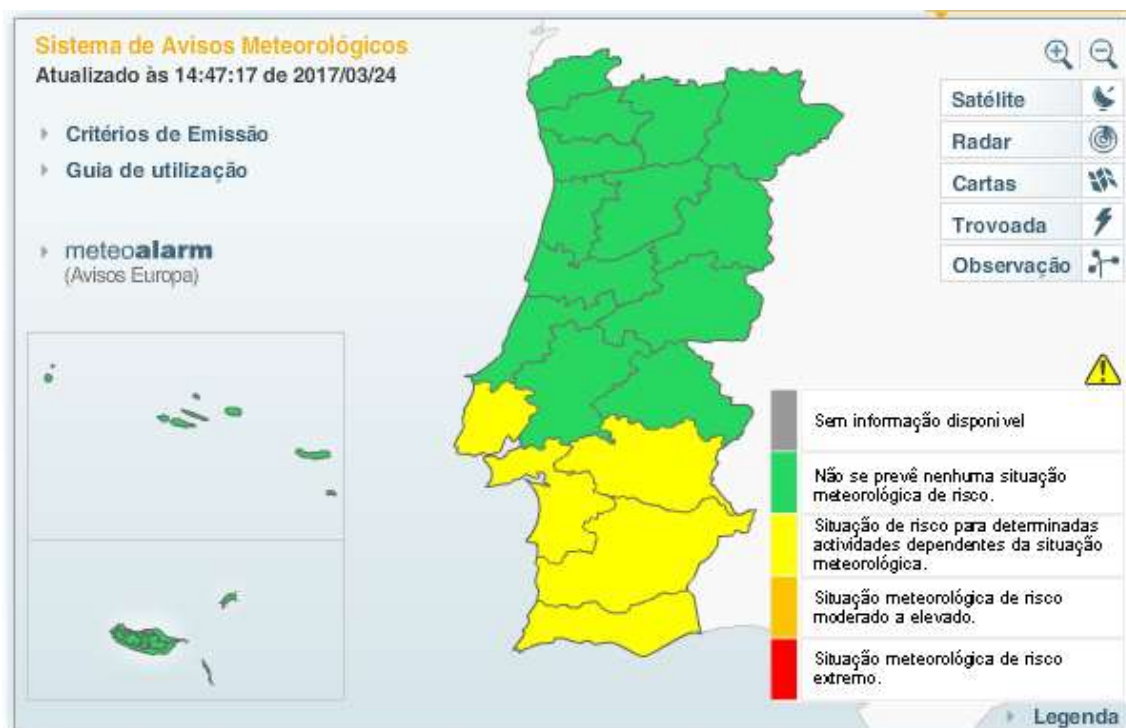 Sistema de Avisos Meteorológicos
Atualizado às 14:47:17 de 2017/03/24
Critérios de Emissão
Guia de utilização
meteoalarm
(Avisos Europa)
Satélite
Radar
Cartas
Trovoada
Observação
Sem informação disponivel
Não se prevê nenhuma situação
meteorológica de risco.
Situação de risco para determinadas
actividades dependentes da situação
meteorológica.
Situação meteorológica de risco
moderado a elevado.
Situação meteorológica de risco
extremo.
Legenda